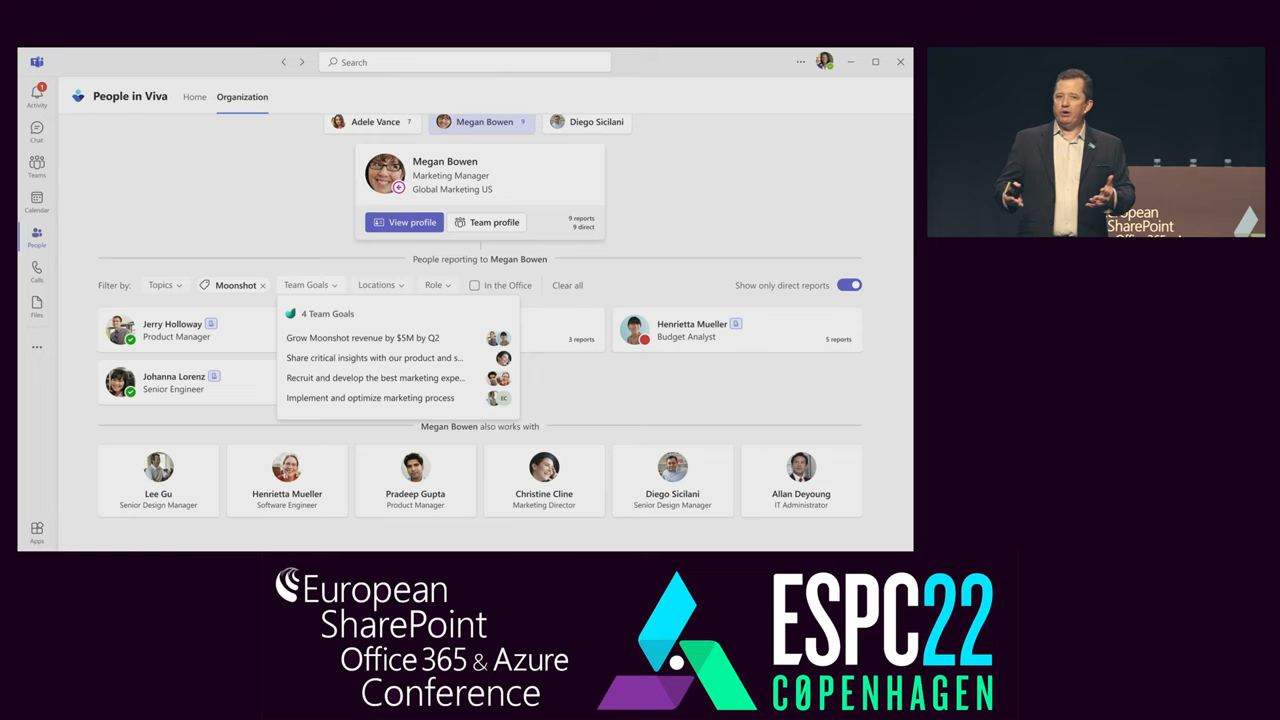 Search
1
Activity
Chat
Teams
Calendar
People
Calls
Files
Apps
People in Viva
Home
Organization
Adele Vance 7
Megan Bowen 9
Diego Sicilani
Megan Bowen
Marketing Manager
Global Marketing US
View profile
Team profile
9 reports
9 direct
People reporting to Megan Bowen
Filter by:
Topics
Moonshot
Team Goals
Locations
Role
In the Office
Clear all
Show only direct reports
4 Team Goals
Grow Moonshot revenue by $5M by Q2
Share critical insights with our product and s...
Recruit and develop the best marketing expe...
Implement and optimize marketing process
EC
Jerry Holloway
Product Manager
3 reports
Henrietta Mueller
Budget Analyst
5 reports
Johanna Lorenz
Senior Engineer
Megan Bowen also works with
Lee Gu
Senior Design Manager
Henrietta Mueller
Software Engineer
Pradeep Gupta
Product Manager
Christine Cline
Marketing Director
Diego Sicilani
Senior Design Manager
Allan Deyoung
IT Administrator
European
SharePoint
Office 365 & A
European
SharePoint
Office 365 & Azure
Conference
ESPC22
CØPENHAGEN